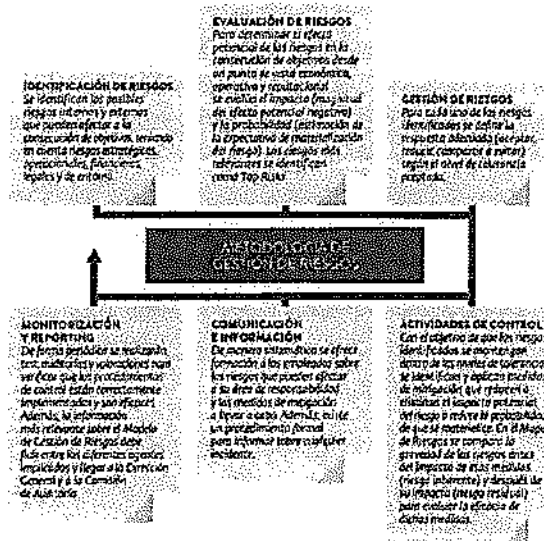 IDENTIFICACIÓN DE RIESGOS
Se identifican los posibles
riesgos internos y externos
que pueden afectar a la
consecución de objetivos, teniendo
en cuenta riesgos estratégicos,
operacionales, financieros,
legales y de entorno.
EVALUACIÓN DE RIESGOS
Para determinar el efecto
potencial de los riesgos en la
consecución de objetivos desde
un punto de vista económico,
operativo y reputacional
se evalúa el impacto (magnitud
del efecto potencial negativo)
y la probabilidad (estimación de
la expectativa de materialización
del riesgo). Los riesgos más
relevantes se identifican
como Top Risks
GESTIÓN DE RIESGOS
Para cada uno de los riesgos
identificados se define la
respuesta adecuada (aceptar,
reducir, compartir o evitar)
según el nivel de tolerancia
aceptado.
METODOLOGÍA DE
GESTIÓN DE RIESGOS
MONITORIZACIÓN
Y REPORTING
De forma periódica se realizarán
test, auditorías y valoraciones para
verificar que los procedimientos
de control están correctamente
implementados y son eficaces.
Además, la información
más relevante sobre el Modelo
de Gestión de Riesgos debe
fluir entre los diferentes agentes
implicados y llegar a la Dirección
General y a la Comisión
de Auditoría.
COMUNICACIÓN
E INFORMACIÓN
De manera sistemática se ofrece
formación a los empleados sobre
los riesgos que pueden afectar
a su área de responsabilidad
y los medidas de mitigación
a llevar a cabo. Además, existe
un procedimiento formal
para informar sobre cualquier
incidente.
ACTIVIDADES DE CONTROL
Con el objetivo de que los riesgos
identificados se mantengan
dentro de los niveles de tolerancia
se identifican y aplican medidas
de mitigación que reducen o
eliminan el impacto potencial
del riesgo o reduce la probabilidad
de que se materialice. En el Mapa
de Riesgos se compara la
gravedad de los riesgos antes
del impacto de esas medidas
(riesgo inherente) y después de
su impacto (riesgo residual)
para evaluar la eficacia de
dichas medidas.